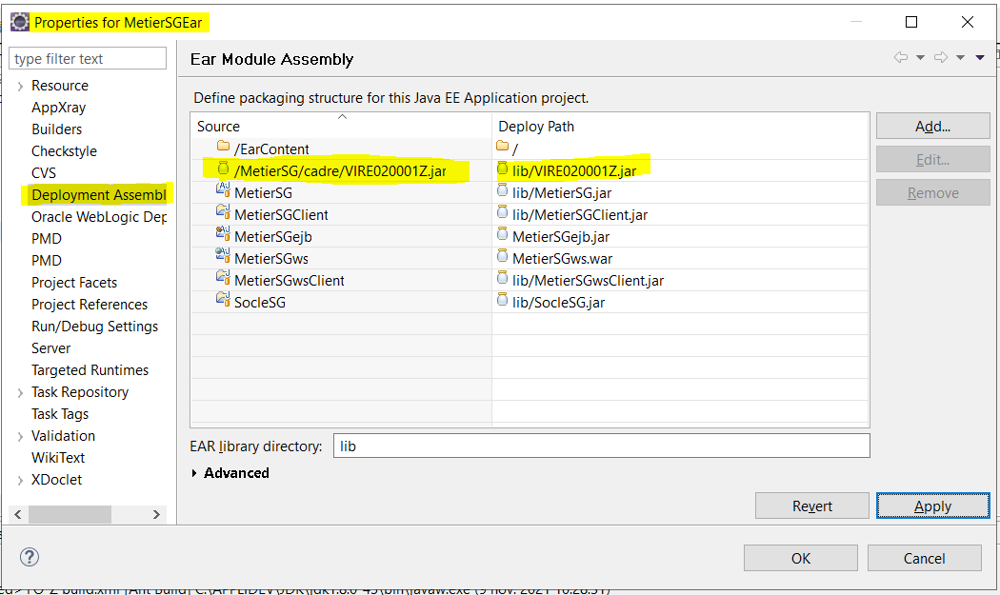 Properties for MetierSGEar
type filter text
Resource
AppXray
Builders
Checkstyle
CVS
Deployment Assembl
Oracle WebLogic Dep
PMD
PMD
Project Facets
Project References
Run/Debug Settings
Server
Targeted Runtimes
Task Repository
Task Tags
Validation
WikiText
XDoclet
Ear Module Assembly
Define packaging structure for this Java EE Application project.
Source Deploy Path
/EarContent /
/MetierSG/cadre/VIRE020001Z.jar lib/VIRE020001Z.jar
MetierSG lib/MetierSG.jar
MetierSGClient lib/MetierSGClient.jar
MetierSGejb MetierSGejb.jar
MetierSGws MetierSGws.war
MetierSGwsClient lib/MetierSGwsClient.jar
SocleSG lib/SocleSG.jar
Add...
Edit...
Remove
EAR library directory: lib
Advanced
Revert Apply
OK Cancel